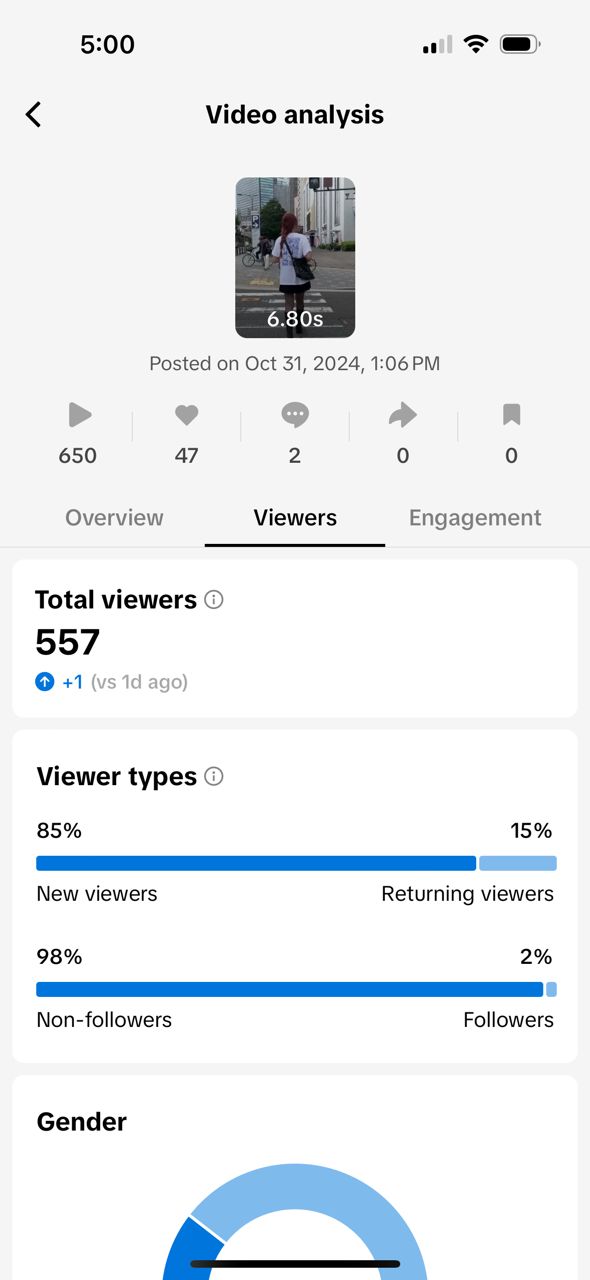 5:00
Video analysis
P
6.80s
Posted on Oct 31, 2024, 1:06 PM
650 47 2 0 0
Overview Viewers Engagement
Total viewers
557
+1 (vs 1d ago)
Viewer types
85% 15%
New viewers Returning viewers
98% 2%
Non-followers Followers
Gender